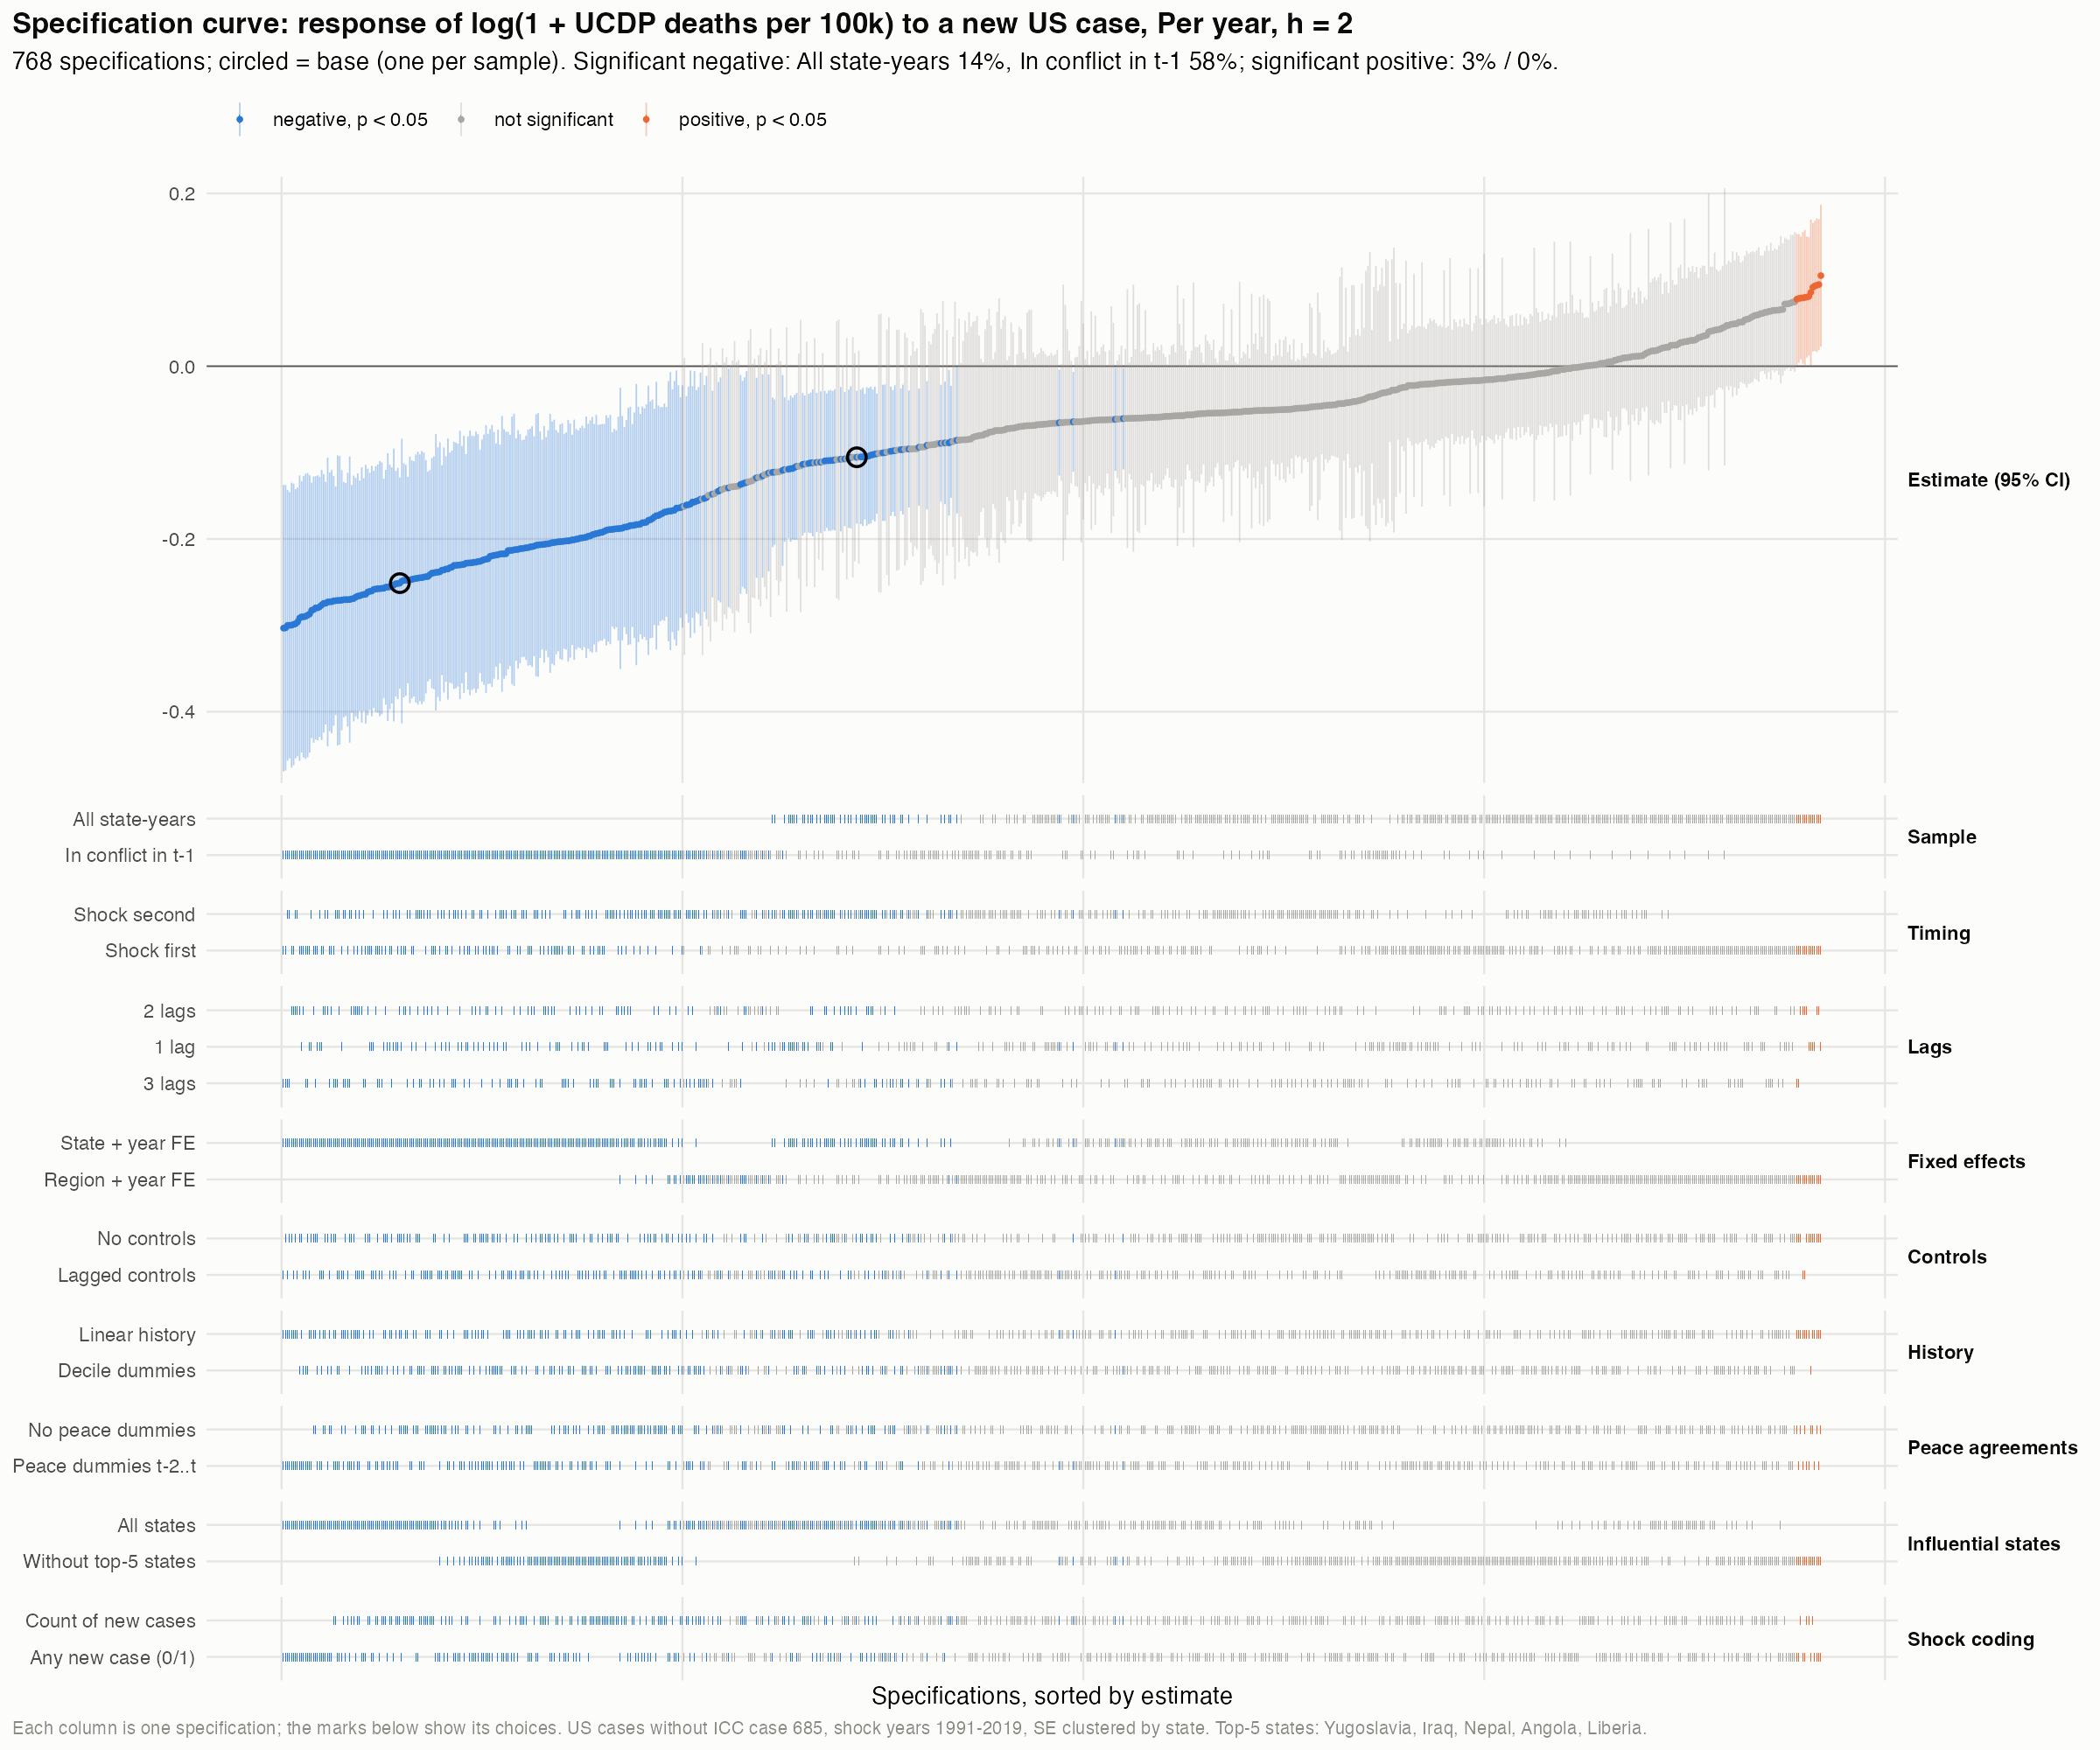 Specification curve: response of log(1 + UCDP deaths per 100k) to a new US case, Per year, h = 2
768 specifications; circled = base (one per sample). Significant negative: All state-years 14%, In conflict in t-1 58%; significant positive: 3% / 0%.
negative, p < 0.05
not significant
positive, p < 0.05
0.2
0.0
-0.2
-0.4
Estimate (95% CI)
All state-years
In conflict in t-1
Sample
Shock second
Shock first
Timing
2 lags
1 lag
3 lags
Lags
State + year FE
Region + year FE
Fixed effects
No controls
Lagged controls
Controls
Linear history
Decile dummies
History
No peace dummies
Peace dummies t-2..t
Peace agreements
All states
Without top-5 states
Influential states
Count of new cases
Any new case (0/1)
Shock coding
Specifications, sorted by estimate
Each column is one specification; the marks below show its choices. US cases without ICC case 685, shock years 1991-2019, SE clustered by state. Top-5 states: Yugoslavia, Iraq, Nepal, Angola, Liberia.